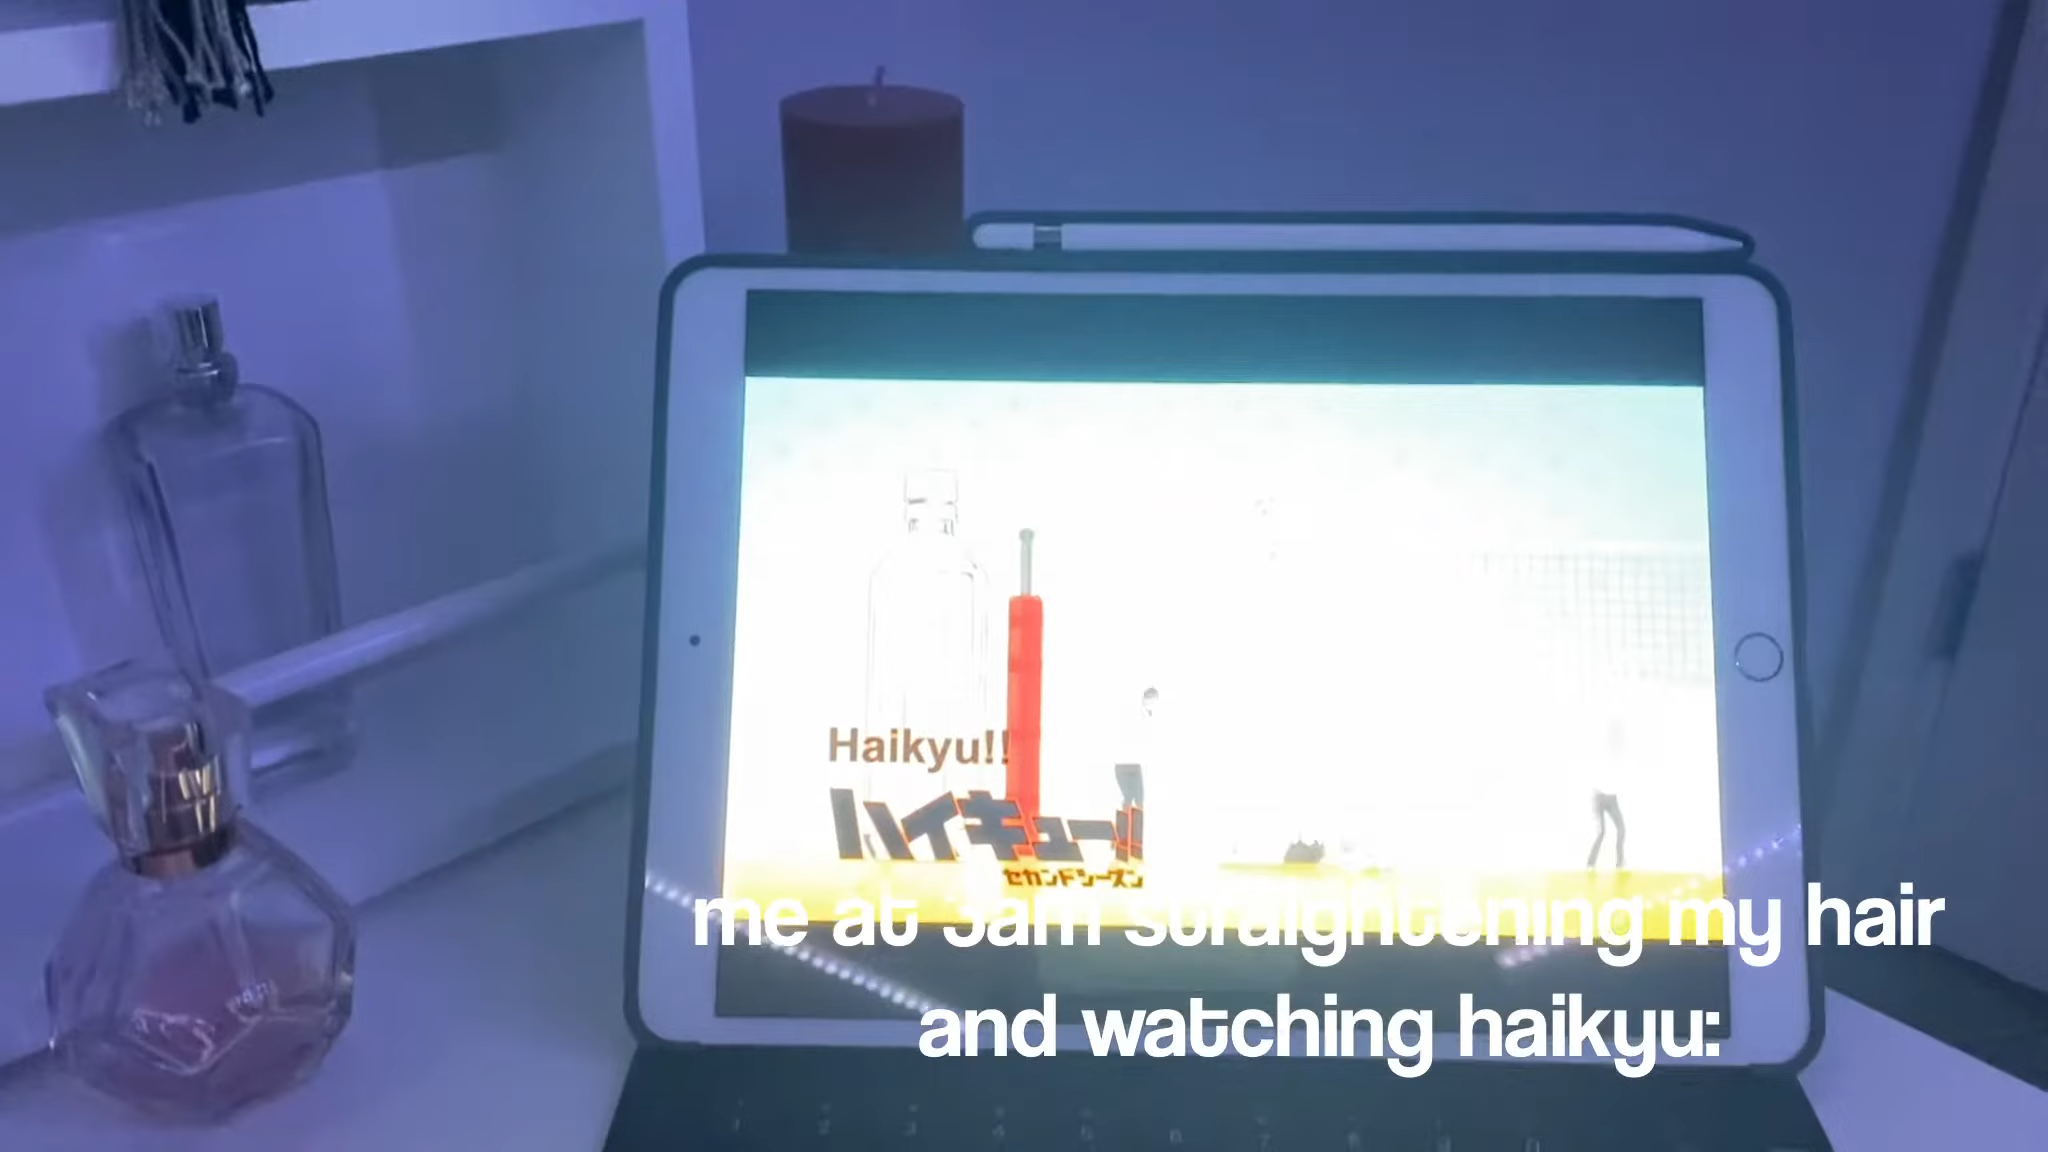 Haikyu!!
ハイキュー!!
セカンドシーズン
me at 3am straightening my hair
and watching haikyu: